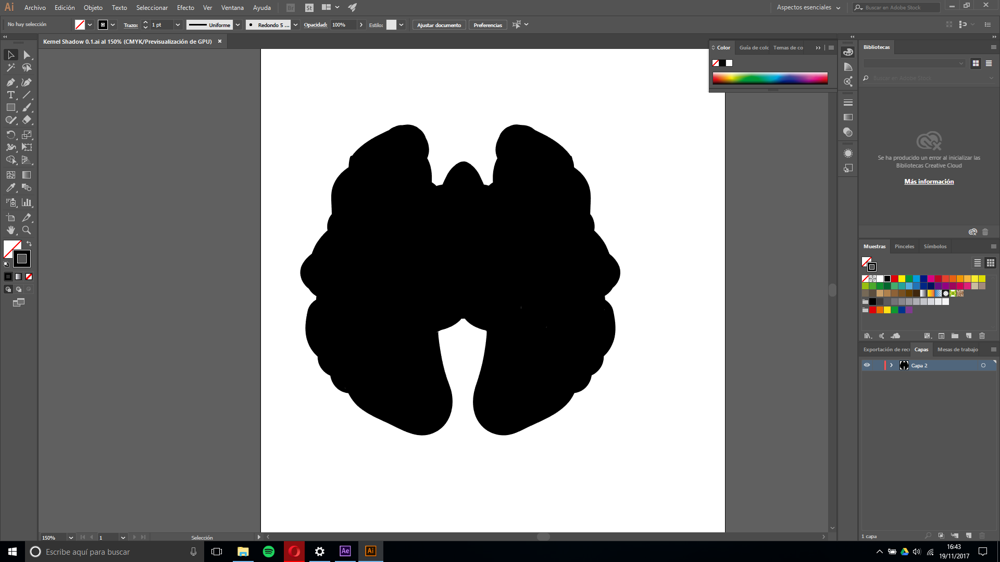 Ai Archivo Edición Objeto Texto Seleccionar Efecto Ver Ventana Ayuda Br St Aspectos esenciales Buscar en Adobe Stock
No hay selección Trazo: 1 pt Uniforme Redondo 5 ... Opacidad: 100% Estilo: Ajustar documento Preferencias
Kernel Shadow 0.1.ai al 150% (CMYK/Previsualización de GPU)
Color Guía de colc Temas de co
Bibliotecas
Buscar en Adobe Stock
Se ha producido un error al inicializar las
Bibliotecas Creative Cloud
Más información
Muestras Pinceles Símbolos
Exportación de recu Capas Mesas de trabajo
Capa 2
1 capa
150% 1 Selección
Escribe aquí para buscar
Ae Ai
16:43
19/11/2017